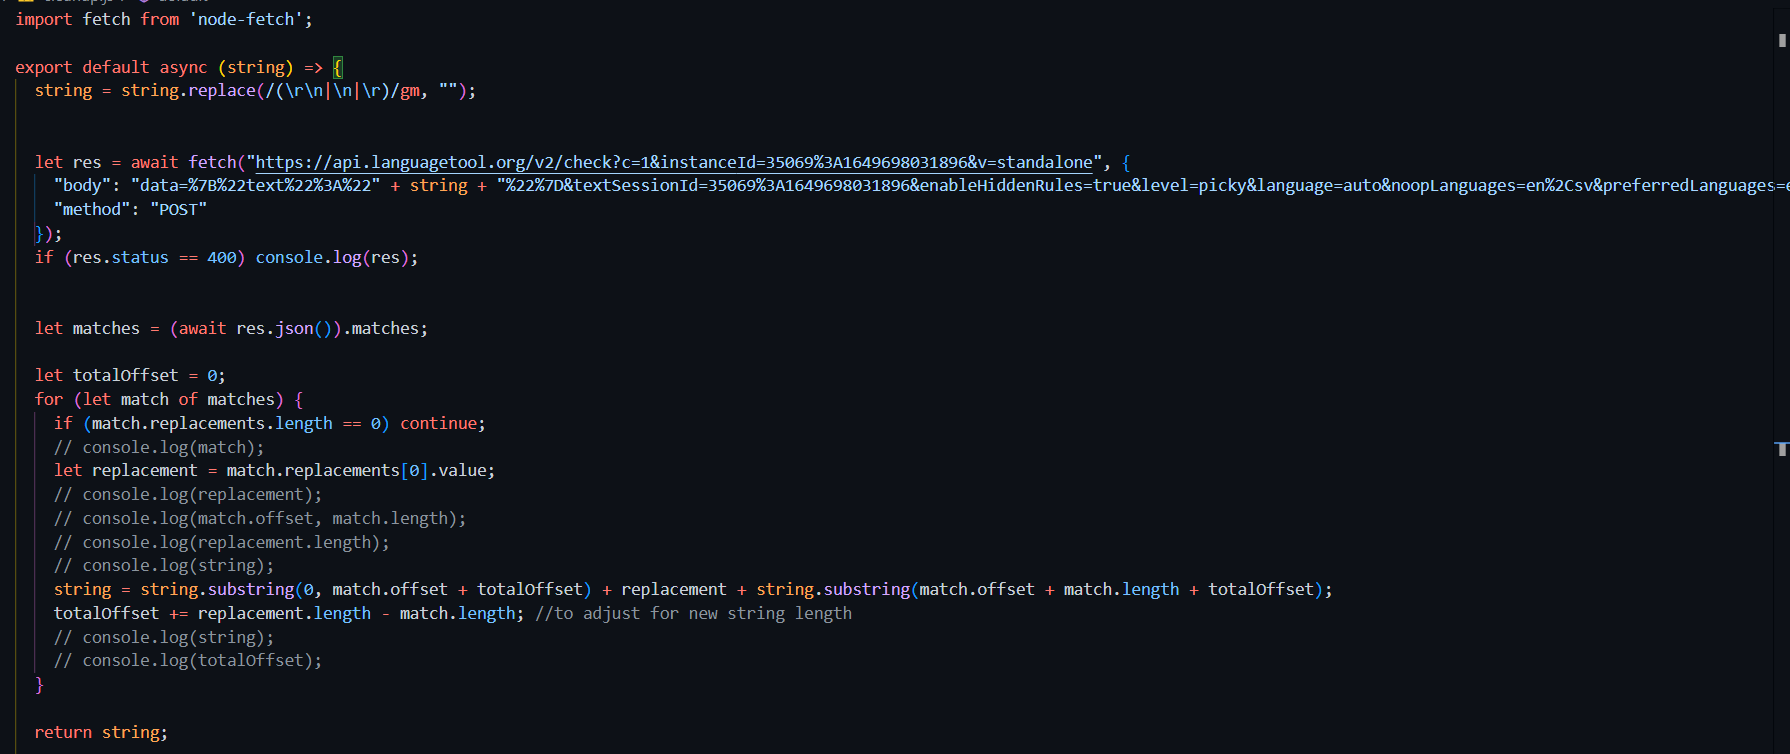 import fetch from 'node-fetch';
export default async (string) => {
string = string.replace(/(\r\n|\n|\r)/gm, "");
let res = await fetch("https://api.languagetool.org/v2/check?c=1&instanceId=35069%3A1649698031896&v=standalone", {
"body": "data=%7B%22text%22%3A%22" + string + "%22%7D&textSessionId=35069%3A1649698031896&enableHiddenRules=true&level=picky&language=auto&noopLanguages=en%2Csv&preferredLanguages=e
"method": "POST"
});
if (res.status == 400) console.log(res);
let matches = (await res.json()).matches;
let totalOffset = 0;
for (let match of matches) {
if (match.replacements.length == 0) continue;
// console.log(match);
let replacement = match.replacements[0].value;
// console.log(replacement);
// console.log(match.offset, match.length);
// console.log(replacement.length);
// console.log(string);
string = string.substring(0, match.offset + totalOffset) + replacement + string.substring(match.offset + match.length + totalOffset);
totalOffset += replacement.length - match.length; //to adjust for new string length
// console.log(string);
// console.log(totalOffset);
}
return string;